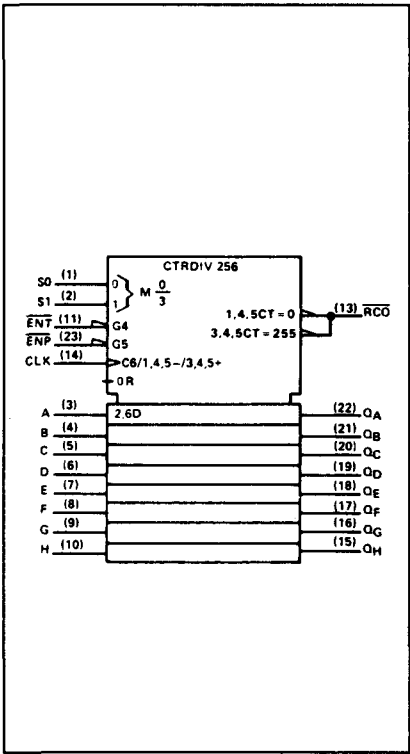 CTRDIV 256
S0 (1) 0
S1 (2) 1
M 0/3
ENT (11) G4
ENP (23) G5
CLK (14) C6/1,4,5−/3,4,5+
0R
1,4,5CT = 0
3,4,5CT = 255
(13) RCO
A (3) 2,6D (22) QA
B (4) (21) QB
C (5) (20) QC
D (6) (19) QD
E (7) (18) QE
F (8) (17) QF
G (9) (16) QG
H (10) (15) QH